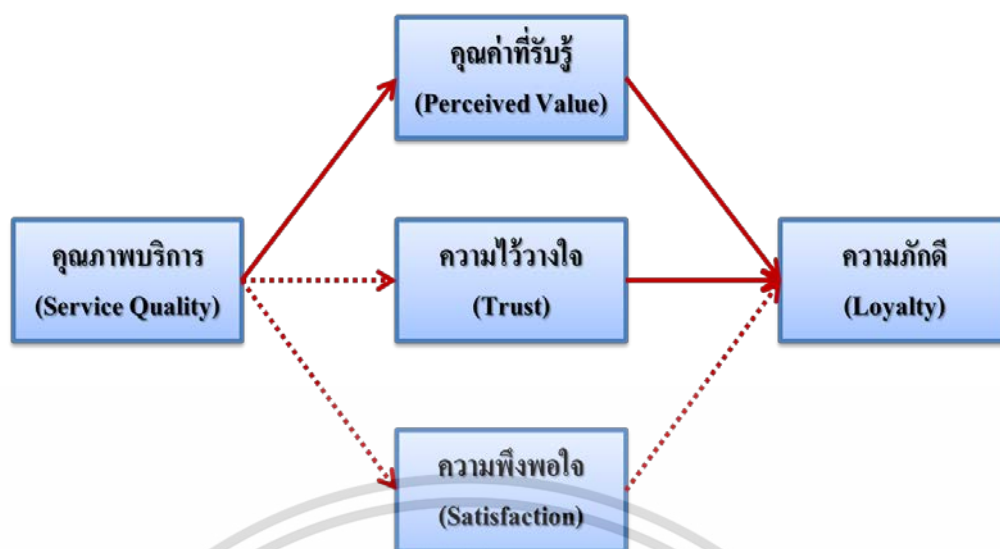 คุณค่าที่รับรู้
(Perceived Value)
คุณภาพบริการ
(Service Quality)
ความไว้วางใจ
(Trust)
ความภักดี
(Loyalty)
ความพึงพอใจ
(Satisfaction)